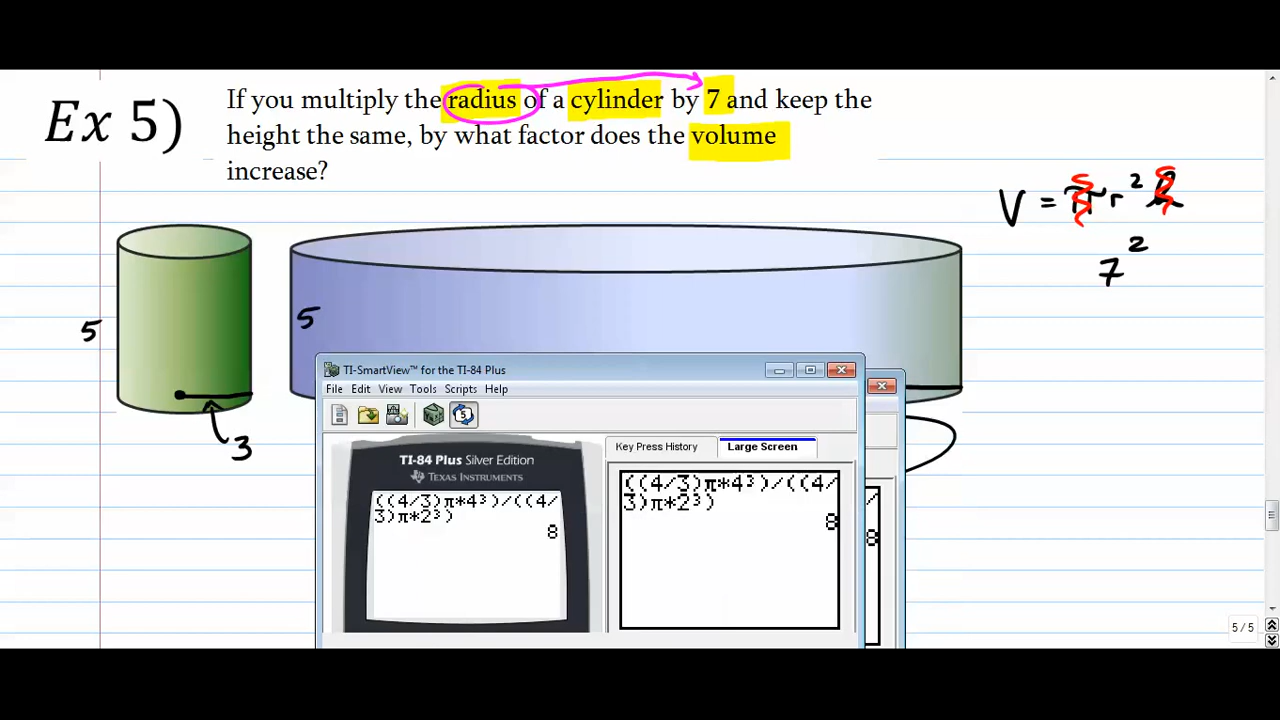 Ex 5)
If you multiply the radius of a cylinder by 7 and keep the
height the same, by what factor does the volume
increase?
V = πr²h
7²
5
5
3
TI-SmartView™ for the TI-84 Plus
File Edit View Tools Scripts Help
5
Key Press History Large Screen
TI-84 Plus Silver Edition
TEXAS INSTRUMENTS
((4/3)π*4³)/((4/
3)π*2³)
8
((4/3)π*4³)/((4/
3)π*2³)
8
8
5 / 5